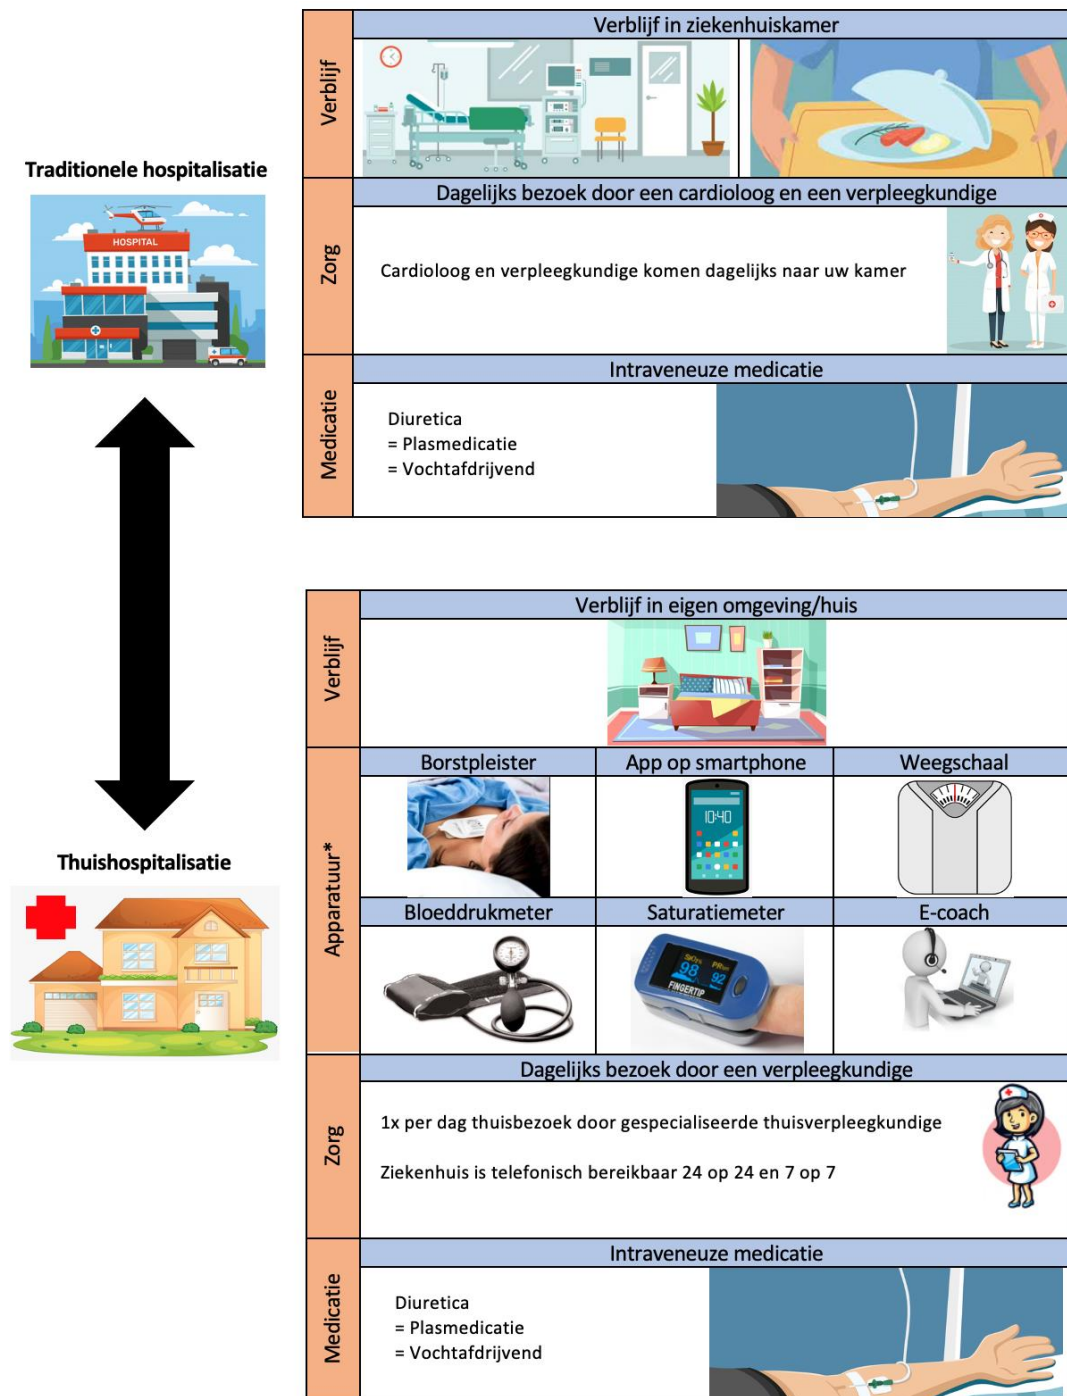 Verblijf in ziekenhuiskamer
Verblijf
Traditionele hospitalisatie
HOSPITAL
Dagelijks bezoek door een cardioloog en een verpleegkundige
Zorg
Cardioloog en verpleegkundige komen dagelijks naar uw kamer
Intraveneuze medicatie
Medicatie
Diuretica
= Plasmedicatie
= Vochtafdrijvend
Verblijf in eigen omgeving/huis
Verblijf
Thuishospitalisatie
Apparatuur*
Borstpleister
App op smartphone
Weegschaal
10:40
Bloeddrukmeter
Saturatiemeter
E-coach
98
92
FINGERTIP
Dagelijks bezoek door een verpleegkundige
Zorg
1x per dag thuisbezoek door gespecialiseerde thuisverpleegkundige
Ziekenhuis is telefonisch bereikbaar 24 op 24 en 7 op 7
Intraveneuze medicatie
Medicatie
Diuretica
= Plasmedicatie
= Vochtafdrijvend